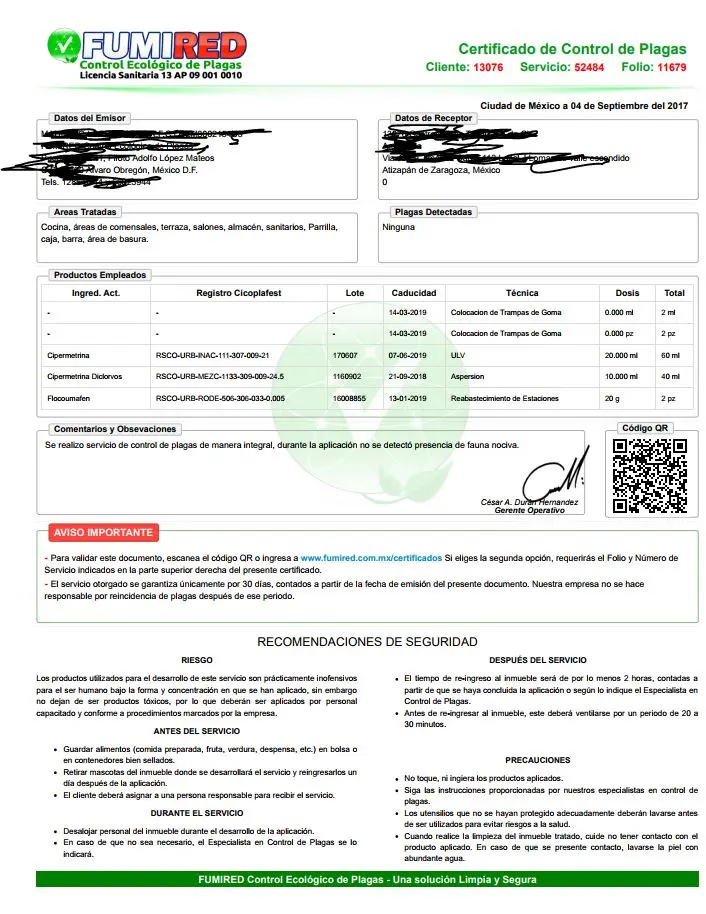 FUMIRED
Control Ecológico de Plagas
Licencia Sanitaria 13 AP 09 001 0010
Certificado de Control de Plagas
Cliente: 13076 Servicio: 52484 Folio: 11679
Ciudad de México a 04 de Septiembre del 2017
Datos del Emisor
Piloto Adolfo López Mateos
Alvaro Obregón, México D.F.
Tels.
Datos de Receptor
valle escondido
Atizapán de Zaragoza, México
0
Areas Tratadas
Cocina, áreas de comensales, terraza, salones, almacén, sanitarios, Parrilla,
caja, barra, área de basura.
Plagas Detectadas
Ninguna
Productos Empleados
Ingred. Act. Registro Cicoplafest Lote Caducidad Técnica Dosis Total
- - - 14-03-2019 Colocacion de Trampas de Goma 0.000 ml 2 ml
- - - 14-03-2019 Colocacion de Trampas de Goma 0.000 pz 2 pz
Cipermetrina RSCO-URB-INAC-111-307-009-21 170607 07-06-2019 ULV 20.000 ml 60 ml
Cipermetrina Diclorvos RSCO-URB-MEZC-1133-309-009-24.5 1160902 21-09-2018 Aspersion 10.000 ml 40 ml
Flocoumafen RSCO-URB-RODE-506-306-033-0.005 16008855 13-01-2019 Reabastecimiento de Estaciones 20 g 2 pz
Comentarios y Obsevaciones
Se realizo servicio de control de plagas de manera integral, durante la aplicación no se detectó presencia de fauna nociva.
César A. Durán Hernandez
Gerente Operativo
Código QR
AVISO IMPORTANTE
- Para validar este documento, escanea el código QR o ingresa a www.fumired.com.mx/certificados Si eliges la segunda opción, requerirás el Folio y Número de
Servicio indicados en la parte superior derecha del presente certificado.
- El servicio otorgado se garantiza únicamente por 30 días, contados a partir de la fecha de emisión del presente documento. Nuestra empresa no se hace
responsable por reincidencia de plagas después de ese periodo.
RECOMENDACIONES DE SEGURIDAD
RIESGO
Los productos utilizados para el desarrollo de este servicio son prácticamente inofensivos
para el ser humano bajo la forma y concentración en que se han aplicado, sin embargo
no dejan de ser productos tóxicos, por lo que deberán ser aplicados por personal
capacitado y conforme a procedimientos marcados por la empresa.
ANTES DEL SERVICIO
• Guardar alimentos (comida preparada, fruta, verdura, despensa, etc.) en bolsa o
en contenedores bien sellados.
• Retirar mascotas del inmueble donde se desarrollará el servicio y reingresarlos un
día después de la aplicación.
• El cliente deberá asignar a una persona responsable para recibir el servicio.
DURANTE EL SERVICIO
• Desalojar personal del inmueble durante el desarrollo de la aplicación.
• En caso de que no sea necesario, el Especialista en Control de Plagas se lo
indicará.
DESPUÉS DEL SERVICIO
• El tiempo de re-ingreso al inmueble será de por lo menos 2 horas, contadas a
partir de que se haya concluida la aplicación o según lo indique el Especialista en
Control de Plagas.
• Antes de re-ingresar al inmueble, este deberá ventilarse por un periodo de 20 a
30 minutos.
PRECAUCIONES
• No toque, ni ingiera los productos aplicados.
• Siga las instrucciones proporcionadas por nuestros especialistas en control de
plagas.
• Los utensilios que no se hayan protegido adecuadamente deberán lavarse antes
de ser utilizados para evitar riesgos a la salud.
• Cuando realice la limpieza del inmueble tratado, cuide no tener contacto con el
producto aplicado. En caso de que se presente contacto, lavarse la piel con
abundante agua.
FUMIRED Control Ecológico de Plagas - Una solución Limpia y Segura